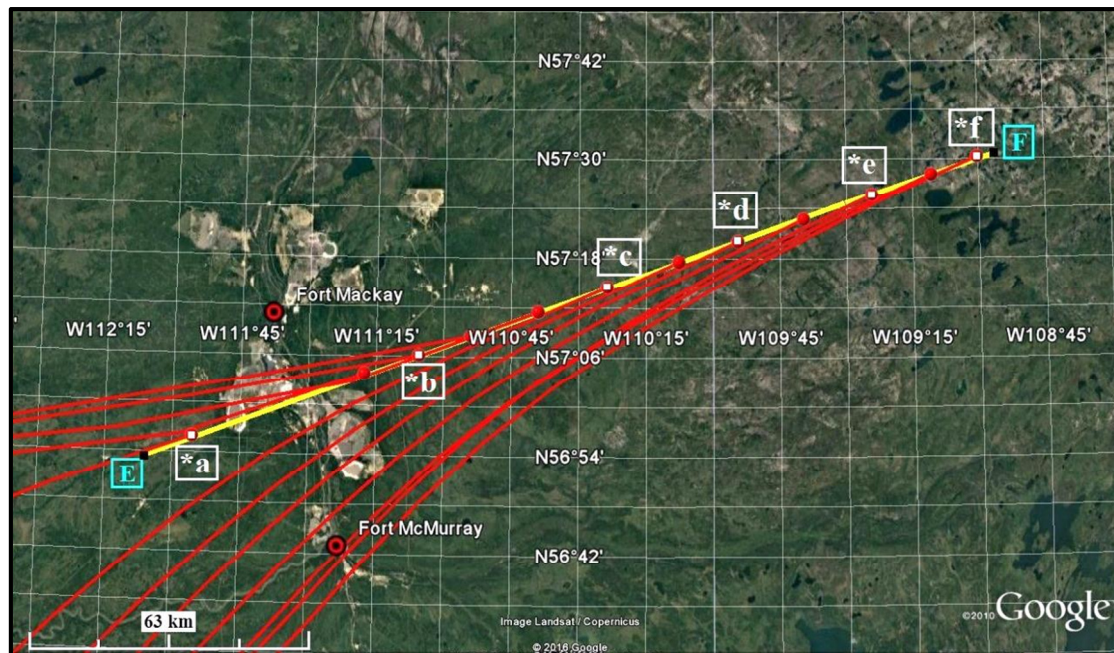 N57°42'
*f
F
N57°30'
*e
*d
N57°18'
*c
Fort Mackay
W112°15'
W111°45'
W111°15'
W110°45'
W110°15'
W109°45'
W109°15'
W108°45'
N57°06'
*b
*a
E
N56°54'
Fort McMurray
N56°42'
63 km
Image Landsat / Copernicus
© 2016 Google
©2010 Google